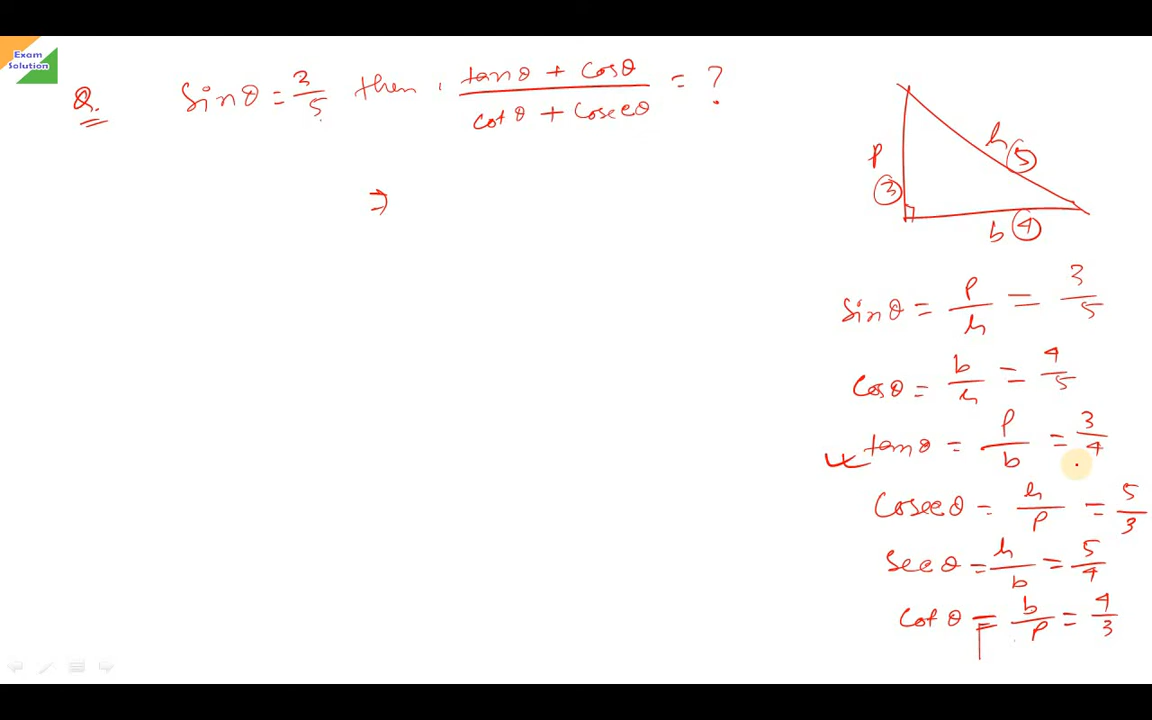 Exam
Solution
Q. Sinθ = 3/5 then, (tanθ + Cosθ)/(cotθ + Cosecθ) = ?
⇒
p ③
h ⑤
b ④
Sinθ = p/h = 3/5
Cosθ = b/h = 4/5
tanθ = p/b = 3/4
Cosecθ = h/p = 5/3
Secθ = h/b = 5/4
Cotθ = b/p = 4/3